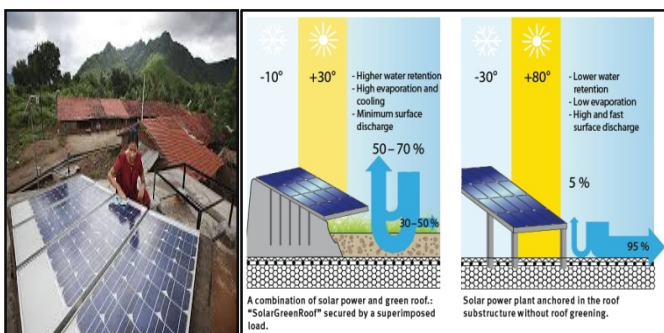 -10°
+30°
- Higher water retention
- High evaporation and
cooling
- Minimum surface
discharge
50 – 70 %
30–50 %
A combination of solar power and green roof.:
"SolarGreenRoof" secured by a superimposed
load.
-30°
+80°
- Lower water
retention
- Low evaporation
- High and fast
surface discharge
5 %
95 %
Solar power plant anchored in the roof
substructure without roof greening.